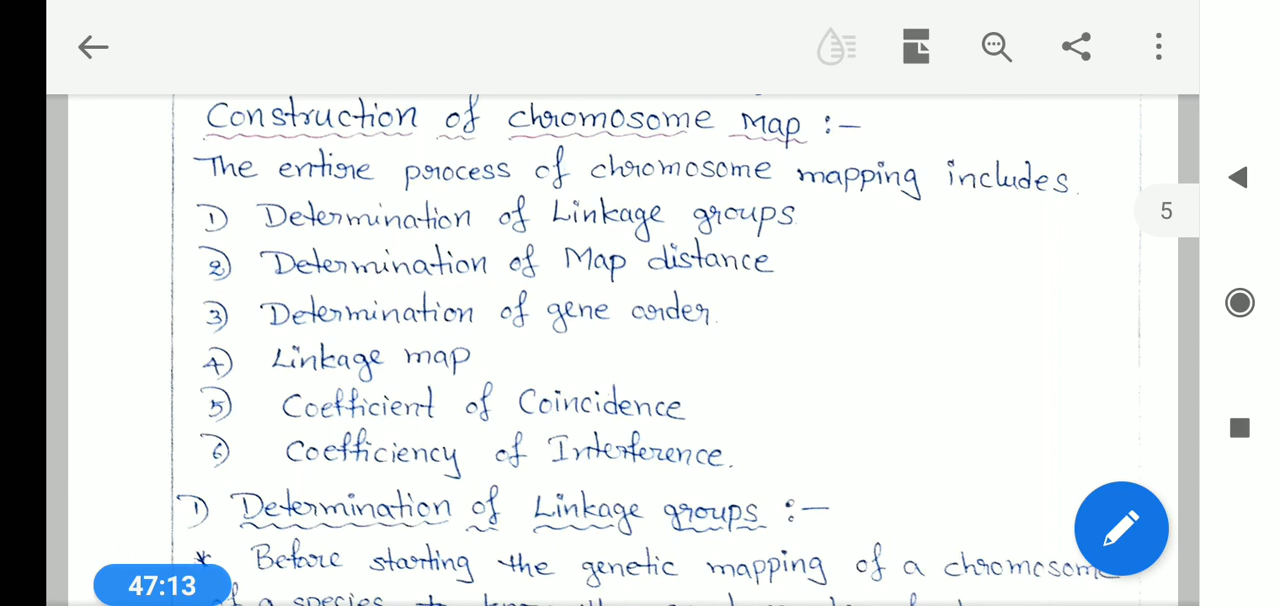 Construction of chromosome Map :-
The entire process of chromosome mapping includes.
1) Determination of Linkage groups
5
2) Determination of Map distance
3) Determination of gene order.
4) Linkage map
5) Coefficient of Coincidence
6) Coefficiency of Interference.
1) Determination of Linkage groups :-
* Before starting the genetic mapping of a chromosome
47:13
of a species